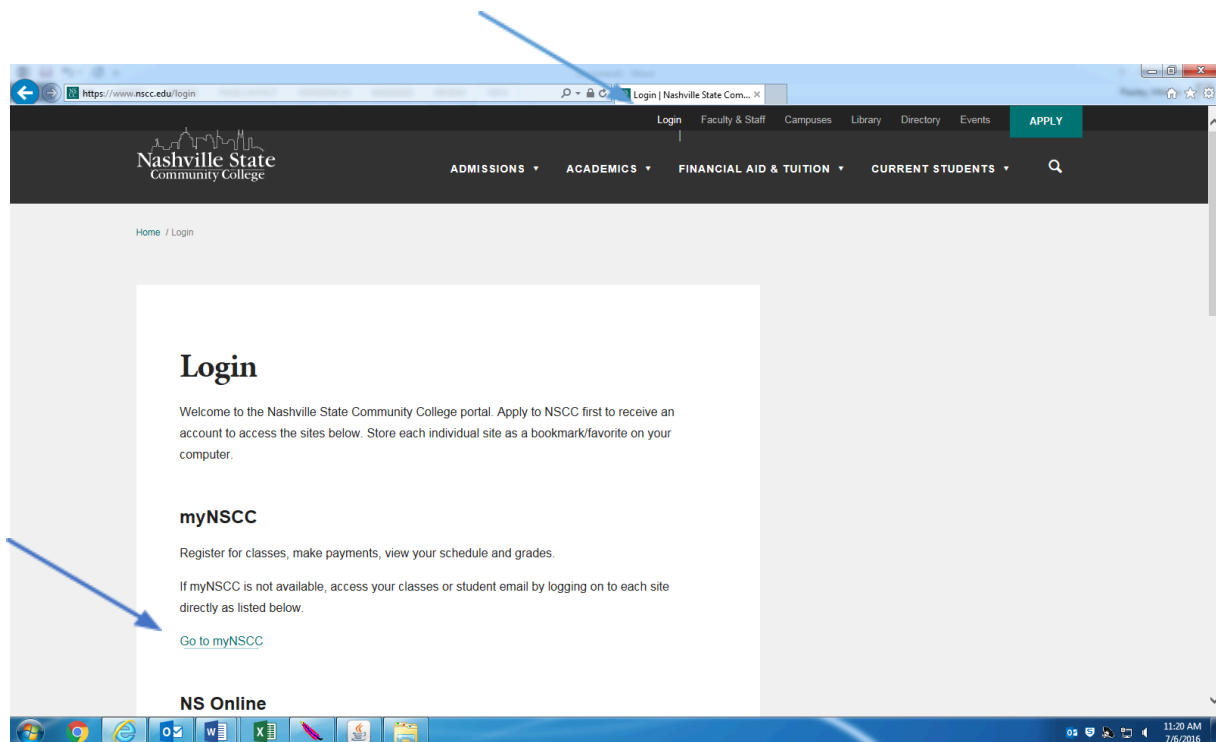 https://www.nscc.edu/login
Login | Nashville State Com...
Login Faculty & Staff Campuses Library Directory Events APPLY
Nashville State
Community College
ADMISSIONS ACADEMICS FINANCIAL AID & TUITION CURRENT STUDENTS
Home / Login
Login
Welcome to the Nashville State Community College portal. Apply to NSCC first to receive an
account to access the sites below. Store each individual site as a bookmark/favorite on your
computer.
myNSCC
Register for classes, make payments, view your schedule and grades.
If myNSCC is not available, access your classes or student email by logging on to each site
directly as listed below.
Go to myNSCC
NS Online
11:20 AM
7/6/2016